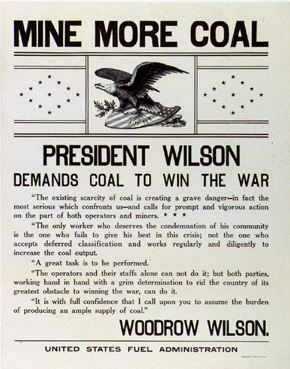 MINE MORE COAL
PRESIDENT WILSON
DEMANDS COAL TO WIN THE WAR
"The existing scarcity of coal is creating a grave danger—in fact the
most serious which confronts us—and calls for prompt and vigorous action
on the part of both operators and miners. * * *
"The only worker who deserves the condemnation of his community
is the one who fails to give his best in this crisis; not the one who
accepts deferred classification and works regularly and diligently to
increase the coal output.
"A great task is to be performed.
"The operators and their staffs alone can not do it; but both parties,
working hand in hand with a grim determination to rid the country of its
greatest obstacle to winning the war, can do it.
"It is with full confidence that I call upon you to assume the burden
of producing an ample supply of coal."
WOODROW WILSON.
UNITED STATES FUEL ADMINISTRATION